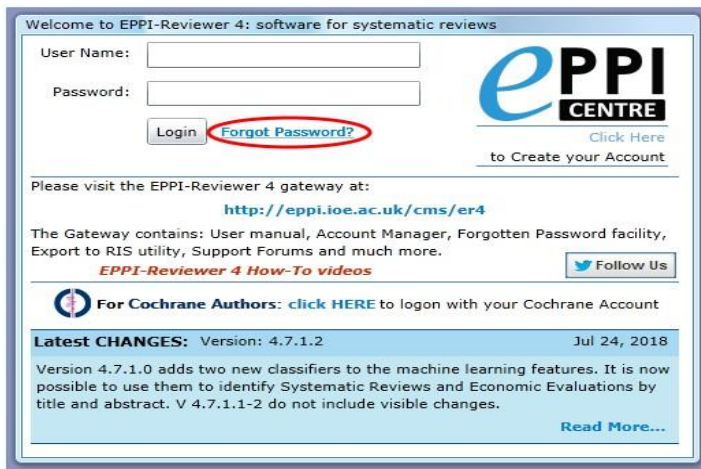 Welcome to EPPI-Reviewer 4: software for systematic reviews
User Name:
Password:
Login Forgot Password?
ePPI
CENTRE
Click Here
to Create your Account
Please visit the EPPI-Reviewer 4 gateway at:
http://eppi.ioe.ac.uk/cms/er4
The Gateway contains: User manual, Account Manager, Forgotten Password facility,
Export to RIS utility, Support Forums and much more.
EPPI-Reviewer 4 How-To videos
Follow Us
For Cochrane Authors: click HERE to logon with your Cochrane Account
Latest CHANGES: Version: 4.7.1.2 Jul 24, 2018
Version 4.7.1.0 adds two new classifiers to the machine learning features. It is now
possible to use them to identify Systematic Reviews and Economic Evaluations by
title and abstract. V 4.7.1.1-2 do not include visible changes.
Read More...